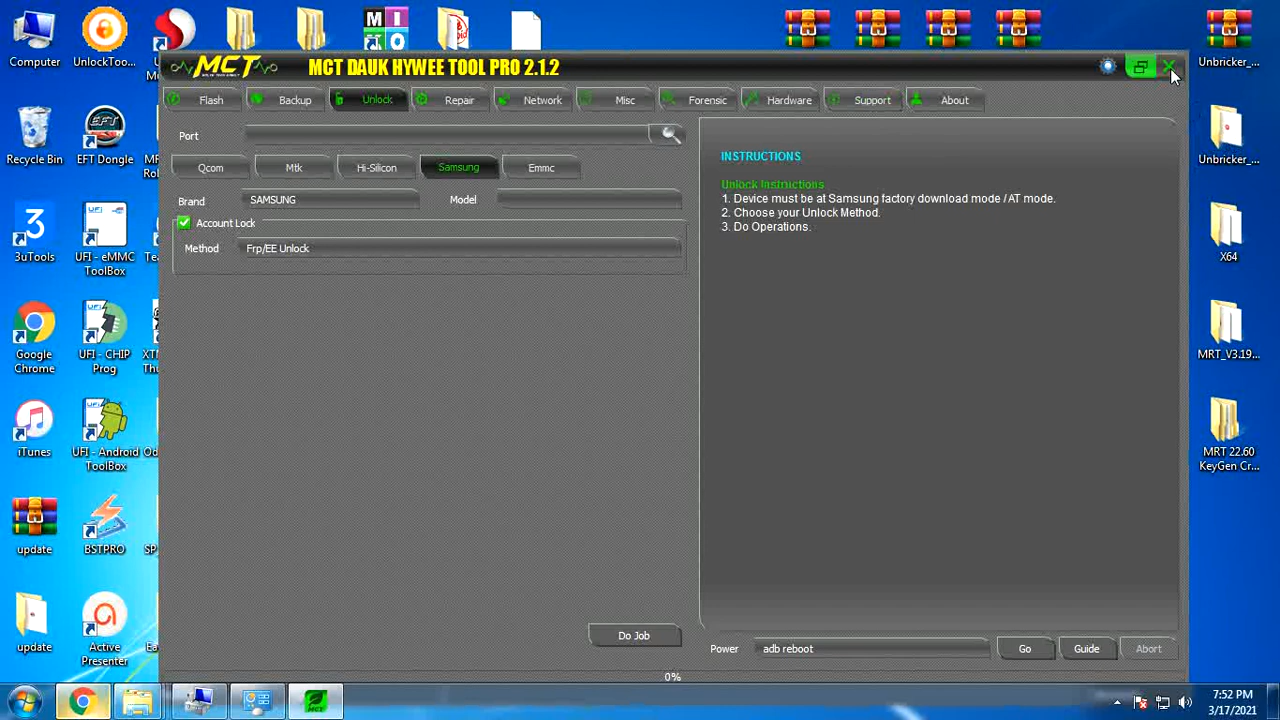 MCT
MCT DAUK HYWEE TOOL PRO 2.1.2
Flash
Backup
Unlock
Repair
Network
Misc
Forensic
Hardware
Support
About
Port
Qcom
Mtk
Hi-Silicon
Samsung
Emmc
Brand
SAMSUNG
Model
Account Lock
Method
Frp/EE Unlock
INSTRUCTIONS
Unlock Instructions
1. Device must be at Samsung factory download mode /AT mode.
2. Choose your Unlock Method.
3. Do Operations.
Do Job
Power
adb reboot
Go
Guide
Abort
0%
Computer
UnlockToo...
Recycle Bin
EFT Dongle
3uTools
UFI - eMMC
ToolBox
Google
Chrome
UFI - CHIP
Prog
iTunes
UFI - Android
ToolBox
update
BSTPRO
update
Active
Presenter
M I
R O
Unbricker_...
Unbricker_...
X64
MRT_V3.19...
MRT 22.60
KeyGen Cr...
MCT
7:52 PM
3/17/2021